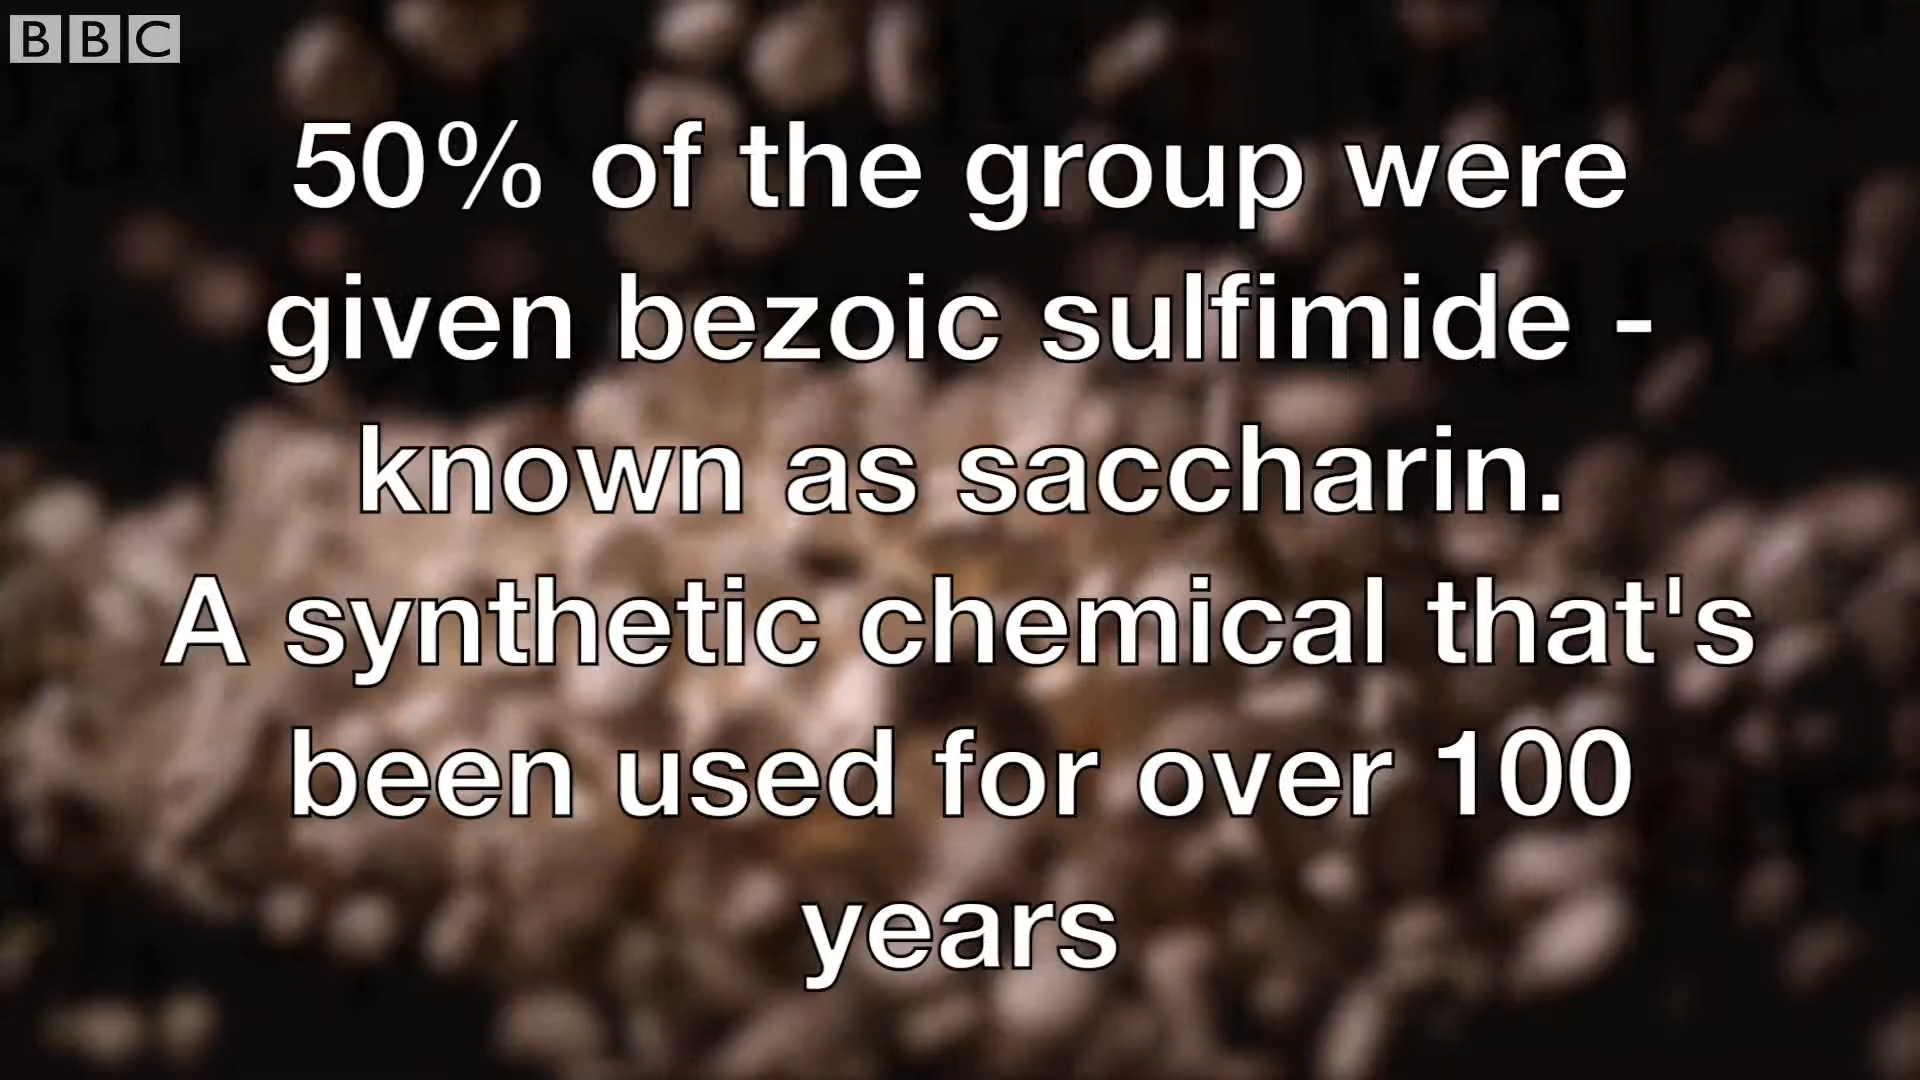 BBC
50% of the group were
given bezoic sulfimide -
known as saccharin.
A synthetic chemical that's
been used for over 100
years